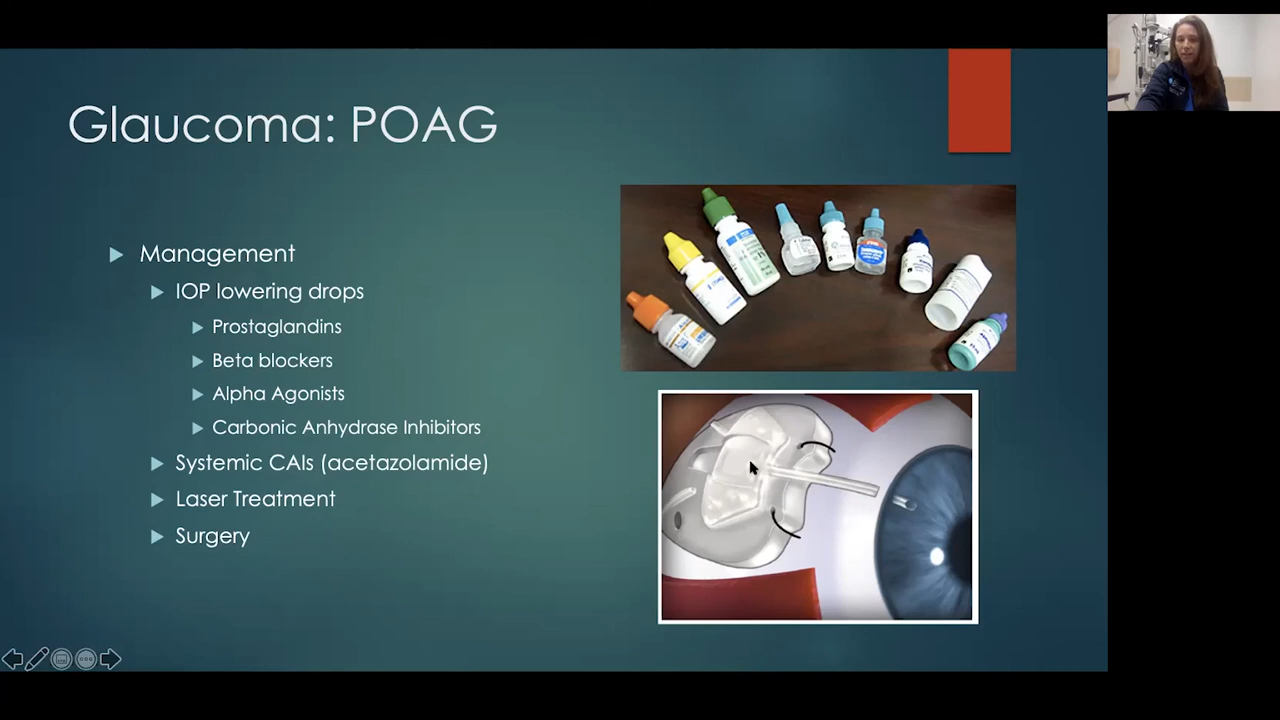 Glaucoma: POAG
Management
IOP lowering drops
Prostaglandins
Beta blockers
Alpha Agonists
Carbonic Anhydrase Inhibitors
Systemic CAIs (acetazolamide)
Laser Treatment
Surgery